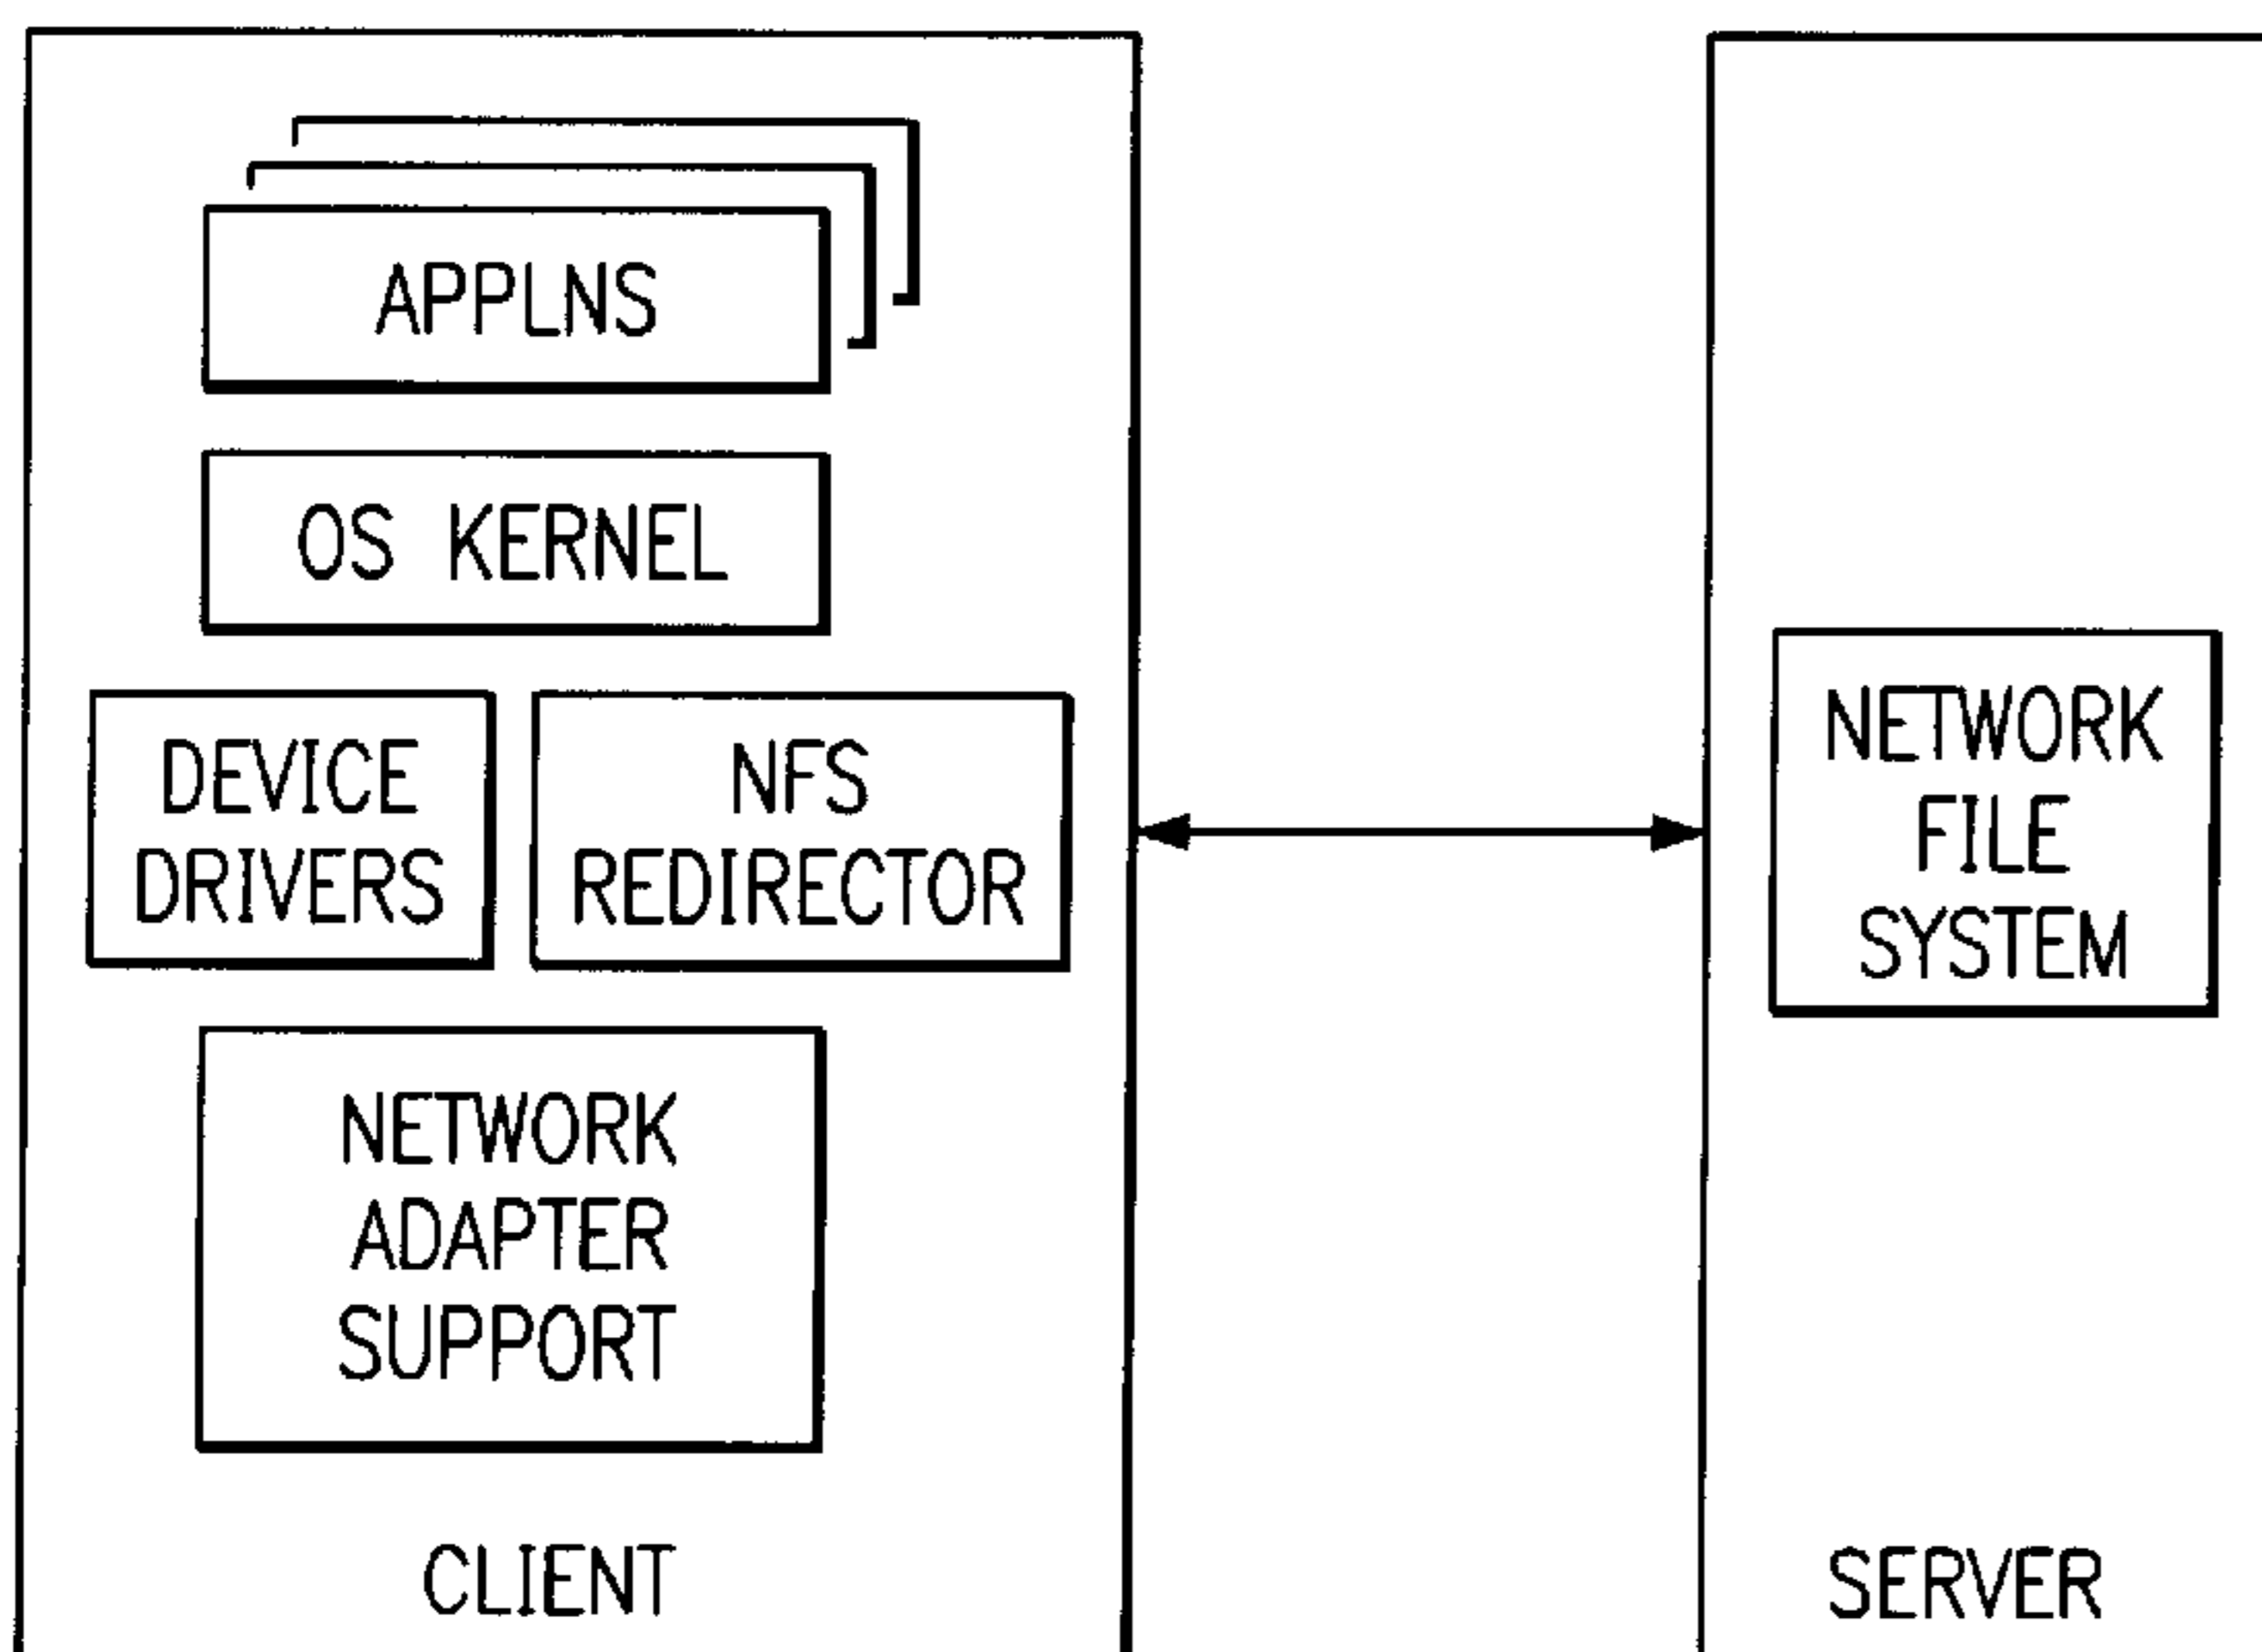 APPLNS
OS KERNEL
DEVICE
DRIVERS
NFS
REDIRECTOR
NETWORK
ADAPTER
SUPPORT
CLIENT
NETWORK
FILE
SYSTEM
SERVER